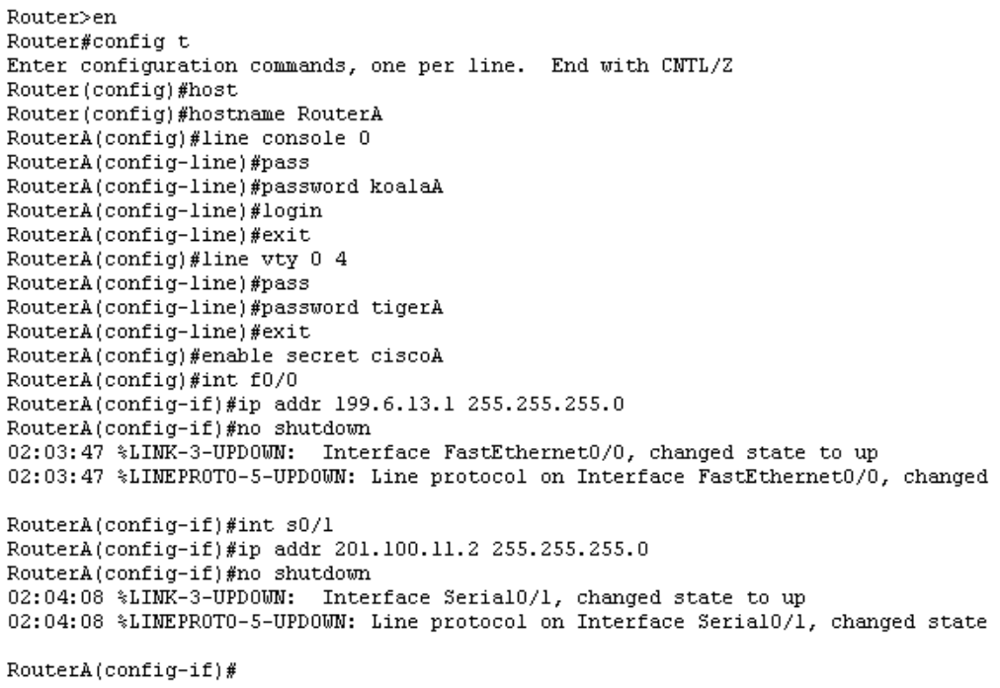 Router>en
Router#config t
Enter configuration commands, one per line.  End with CNTL/Z
Router(config)#host
Router(config)#hostname RouterA
RouterA(config)#line console 0
RouterA(config-line)#pass
RouterA(config-line)#password koalaA
RouterA(config-line)#login
RouterA(config-line)#exit
RouterA(config)#line vty 0 4
RouterA(config-line)#pass
RouterA(config-line)#password tigerA
RouterA(config-line)#exit
RouterA(config)#enable secret ciscoA
RouterA(config)#int f0/0
RouterA(config-if)#ip addr 199.6.13.1 255.255.255.0
RouterA(config-if)#no shutdown
02:03:47 %LINK-3-UPDOWN:  Interface FastEthernet0/0, changed state to up
02:03:47 %LINEPROTO-5-UPDOWN: Line protocol on Interface FastEthernet0/0, changed
RouterA(config-if)#int s0/1
RouterA(config-if)#ip addr 201.100.11.2 255.255.255.0
RouterA(config-if)#no shutdown
02:04:08 %LINK-3-UPDOWN:  Interface Serial0/1, changed state to up
02:04:08 %LINEPROTO-5-UPDOWN: Line protocol on Interface Serial0/1, changed state
RouterA(config-if)#